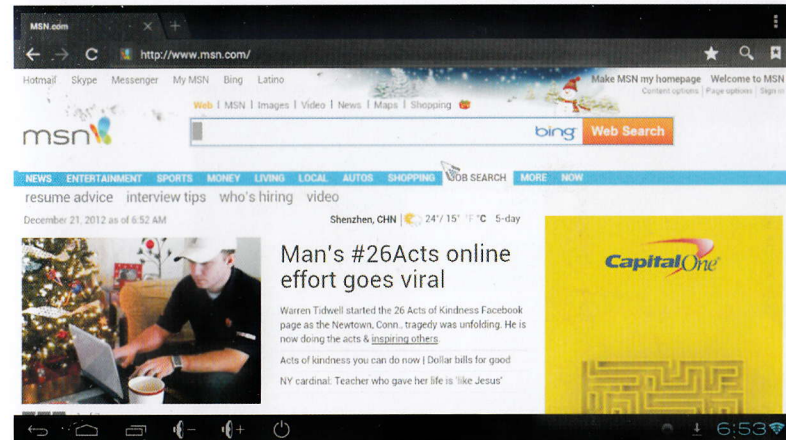 MSN.com
http://www.msn.com/
Hotmail Skype Messenger My MSN Bing Latino
Make MSN my homepage Welcome to MSN
Content options | Page options | Sign in
Web | MSN | Images | Video | News | Maps | Shopping
msn
bing Web Search
NEWS ENTERTAINMENT SPORTS MONEY LIVING LOCAL AUTOS SHOPPING JOB SEARCH MORE NOW
resume advice interview tips who's hiring video
December 21, 2012 as of 6:52 AM
Shenzhen, CHN | 24°/ 15° °F °C 5-day
Man's #26Acts online
effort goes viral
Warren Tidwell started the 26 Acts of Kindness Facebook
page as the Newtown, Conn., tragedy was unfolding. He is
now doing the acts & inspiring others.
Acts of kindness you can do now | Dollar bills for good
NY cardinal: Teacher who gave her life is 'like Jesus'
Capital One
6:53